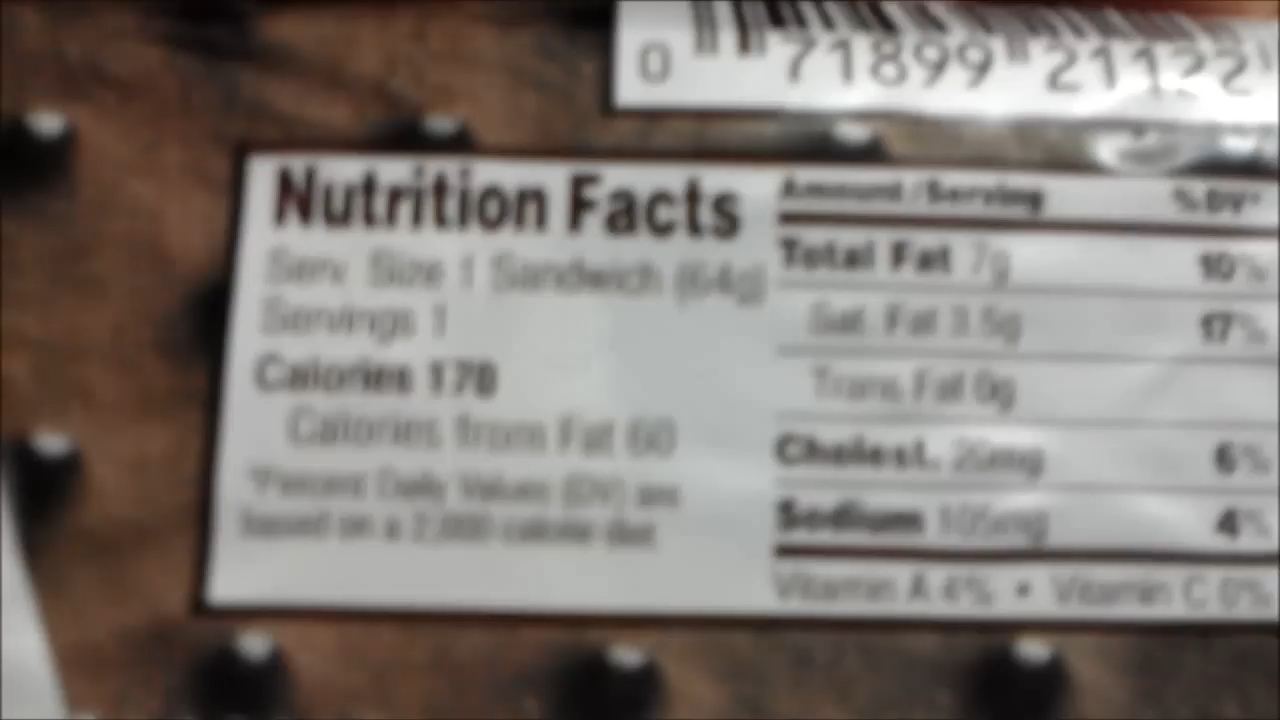 0 71899 21122
Nutrition Facts
Serv. Size 1 Sandwich (64g)
Servings 1
Calories 170
Calories from Fat 60
*Percent Daily Values (DV) are
based on a 2,000 calorie diet
Amount/Serving %DV*
Total Fat 7g 10%
Sat. Fat 3.5g 17%
Trans Fat 0g
Cholest. 20mg 6%
Sodium 105mg 4%
Vitamin A 4% • Vitamin C 0%